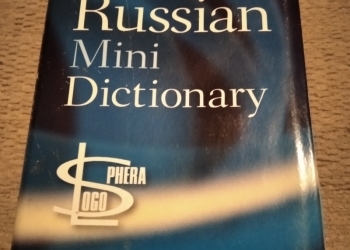 Russian
Mini
Dictionary
SPHERA
LOGO